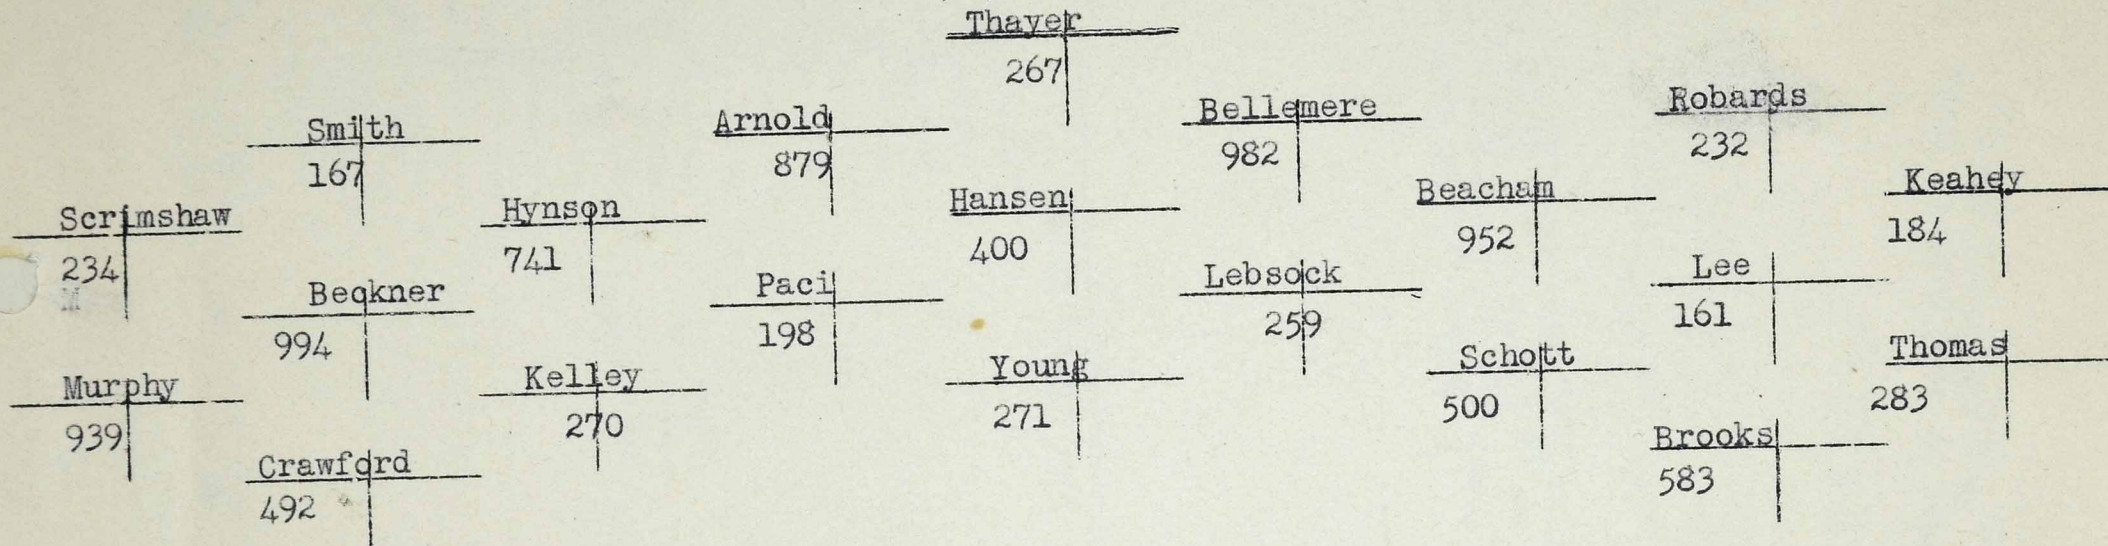 Thayer
267
Robards
232
Bellemere
982
Arnold
879
Smith
167
Keahey
184
Beacham
952
Hansen
400
Hynson
741
Scrimshaw
234
M
Lee
161
Lebsock
259
Paci
198
Beckner
994
Thomas
283
Schott
500
Young
271
Kelley
270
Murphy
939
Brooks
583
Crawford
492